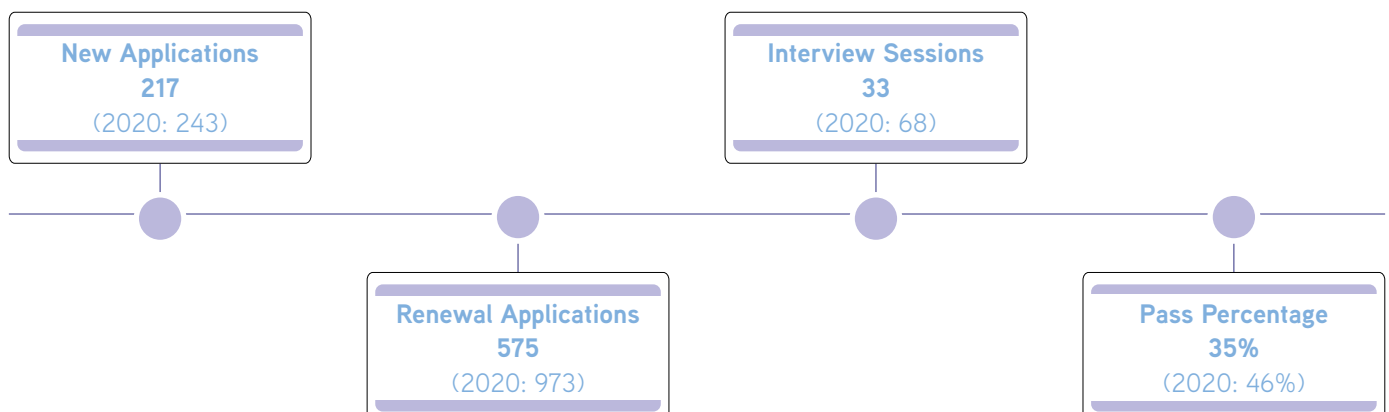 New Applications
217
(2020: 243)
Renewal Applications
575
(2020: 973)
Interview Sessions
33
(2020: 68)
Pass Percentage
35%
(2020: 46%)